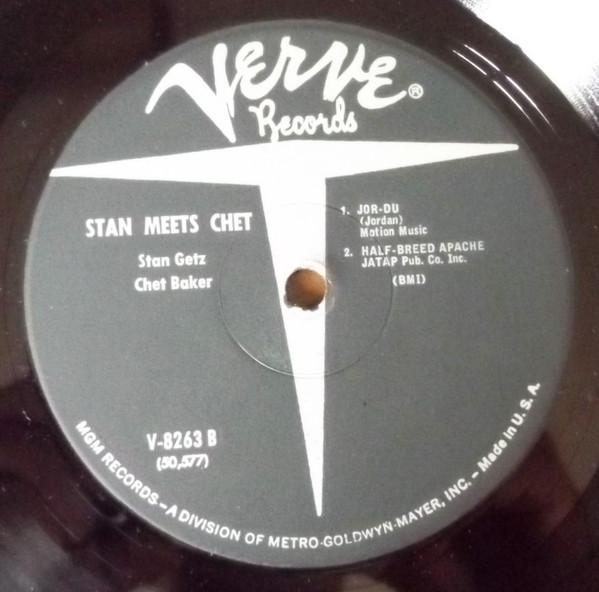 VERVE®
Records
STAN MEETS CHET
Stan Getz
Chet Baker
1. JOR-DU
(Jordan)
Motion Music
2. HALF-BREED APACHE
JATAP Pub. Co. Inc.
(BMI)
V-8263 B
(50,577)
MGM RECORDS–A DIVISION OF METRO-GOLDWYN-MAYER, INC.–Made in U.S.A.